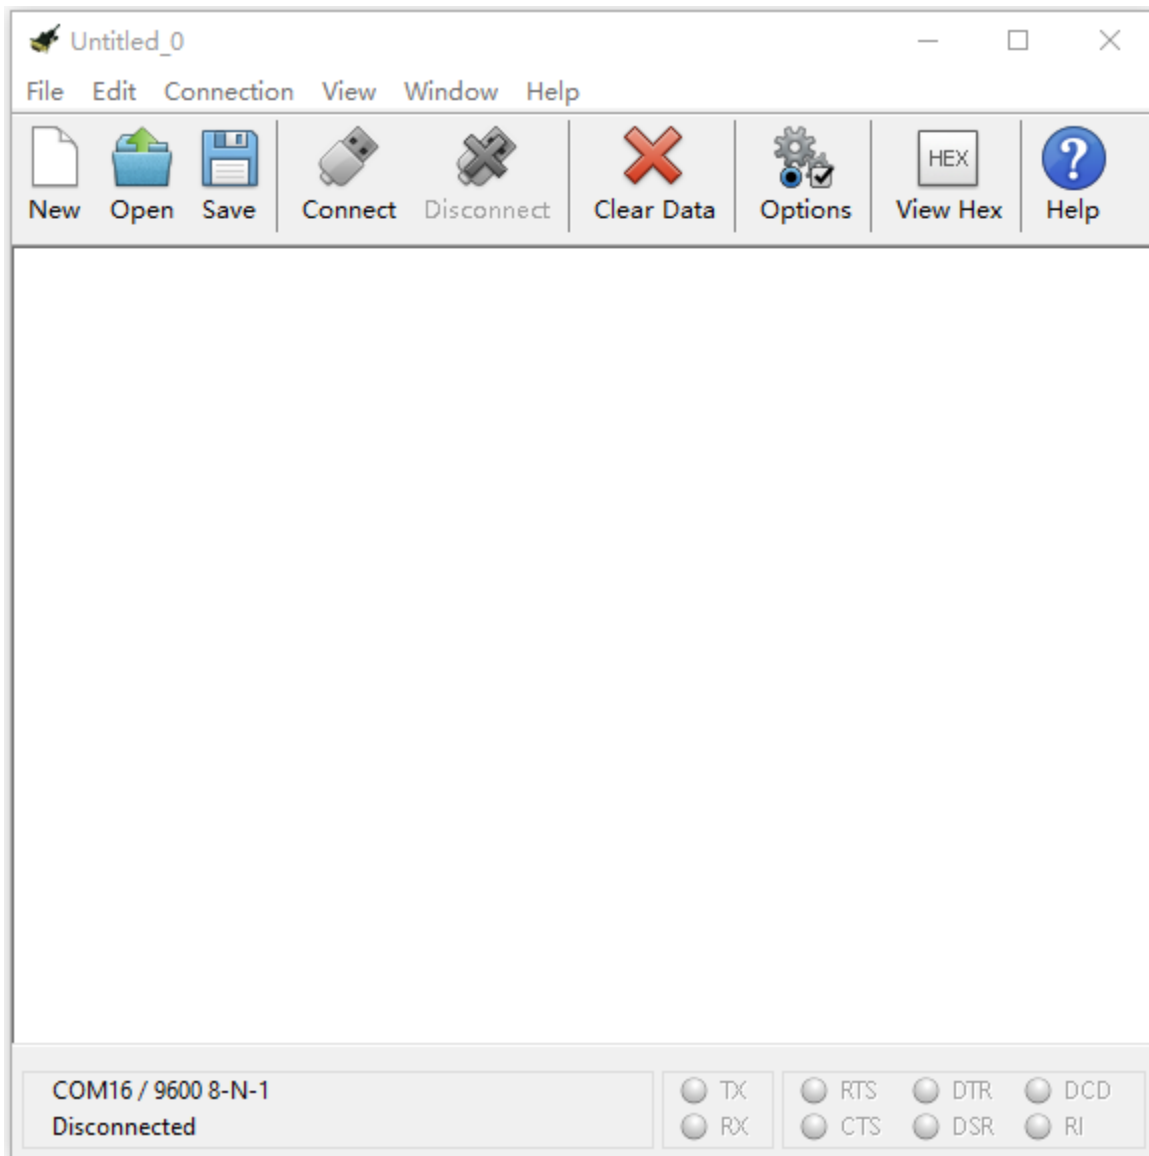 Untitled_0
File Edit Connection View Window Help
HEX ?
New Open Save Connect Disconnect Clear Data Options View Hex Help
COM16 / 9600 8-N-1 TX RTS DTR DCD
Disconnected RX CTS DSR RI